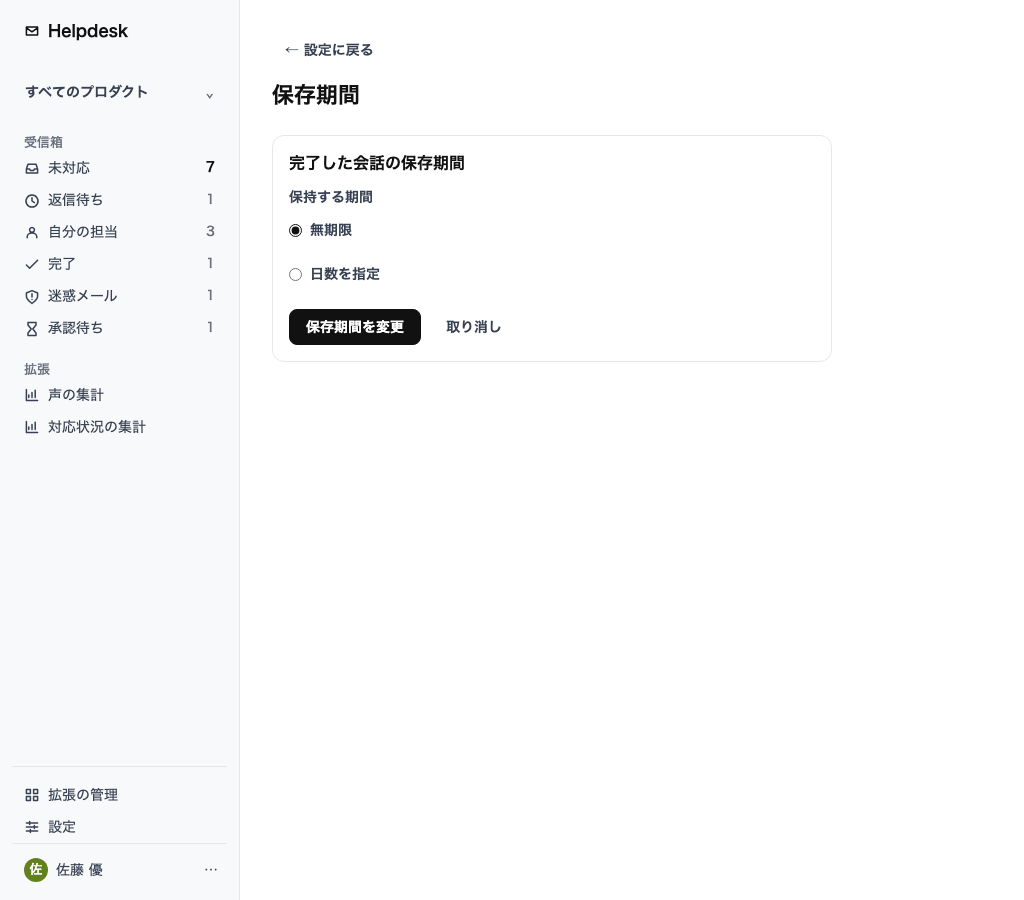 Helpdesk
すべてのプロダクト
受信箱
未対応 7
返信待ち 1
自分の担当 3
完了 1
迷惑メール 1
承認待ち 1
拡張
声の集計
対応状況の集計
拡張の管理
設定
佐 佐藤 優 …
← 設定に戻る
保存期間
完了した会話の保存期間
保持する期間
無期限
日数を指定
保存期間を変更 取り消し